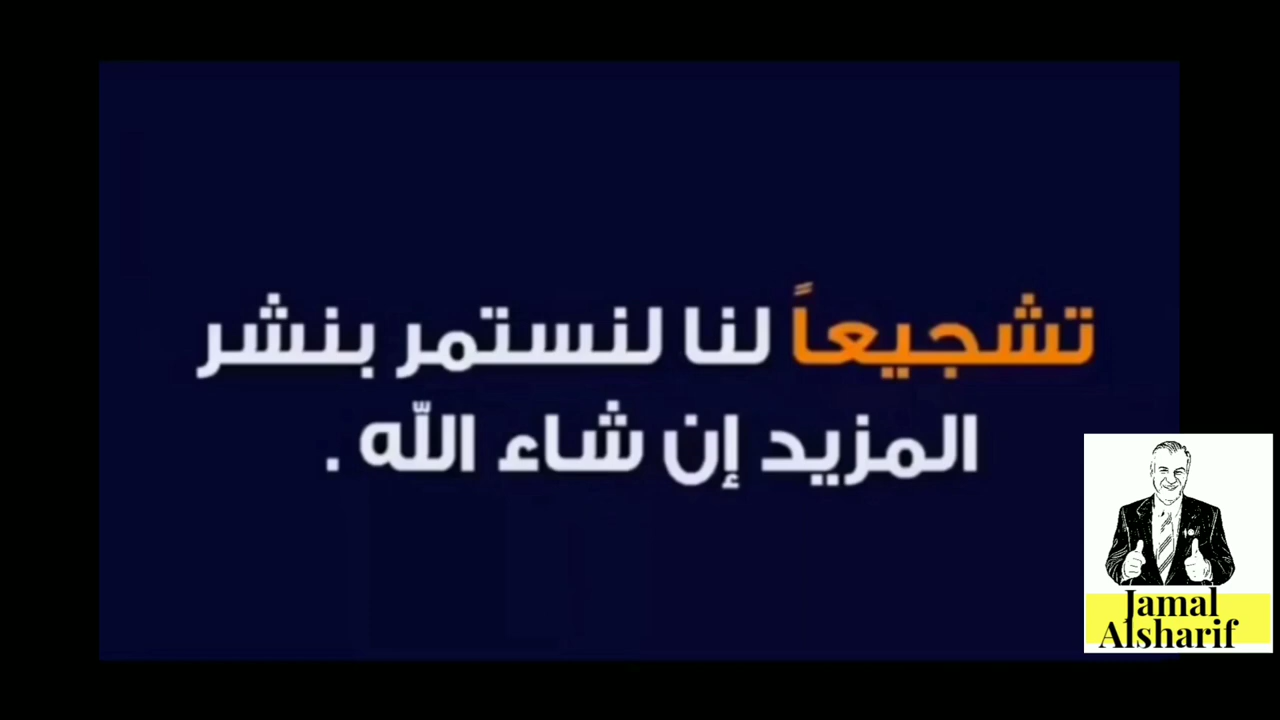 تشجيعاً لنا لنستمر بنشر
المزيد إن شاء الله .
Jamal
Alsharif